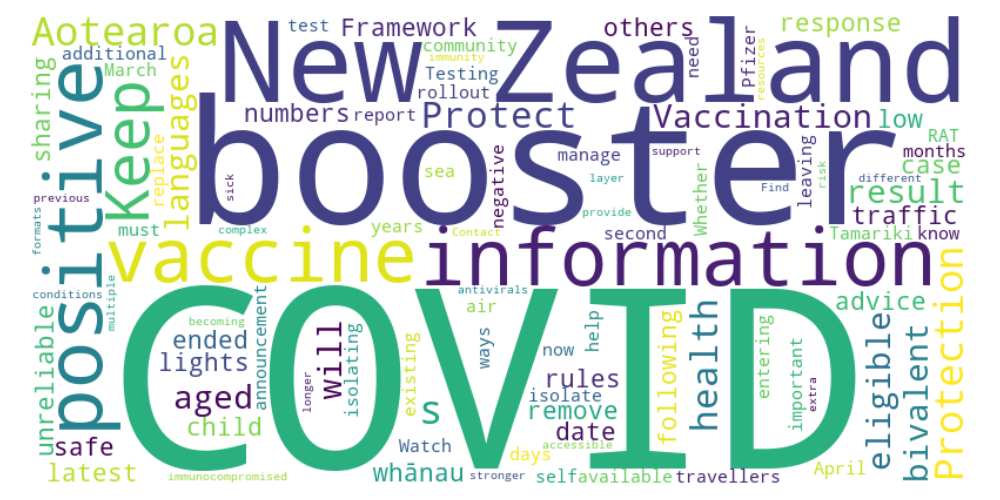 Aotearoa
New Zealand
test
Framework
others
response
additional
community
immunity
need
Pfizer
resources
March
Testing
rollout
sharing
positive
Keep
languages
replace
numbers
report
Protect
Vaccination
low
booster
RAT
months
case
manage
support
layer
sea
negative
sick
Whether
Find
leaving
risk
different
result
previous
formats
must
complex
years
Contact
provide
second
traffic
Tamariki
know
vaccine
information
Protection
conditions
multiple
antivirals
COVID
air
advice
becoming
ended
announcement
lights
will
isolating
existing
ways
now
help
following
health
entering
important
eligible
bivalent
unreliable
aged
longer
s
rules
isolate
remove
extra
child
date
safe
Watch
days
accessible
latest
immunocompromised
whānau
stronger
self
available
travellers
April